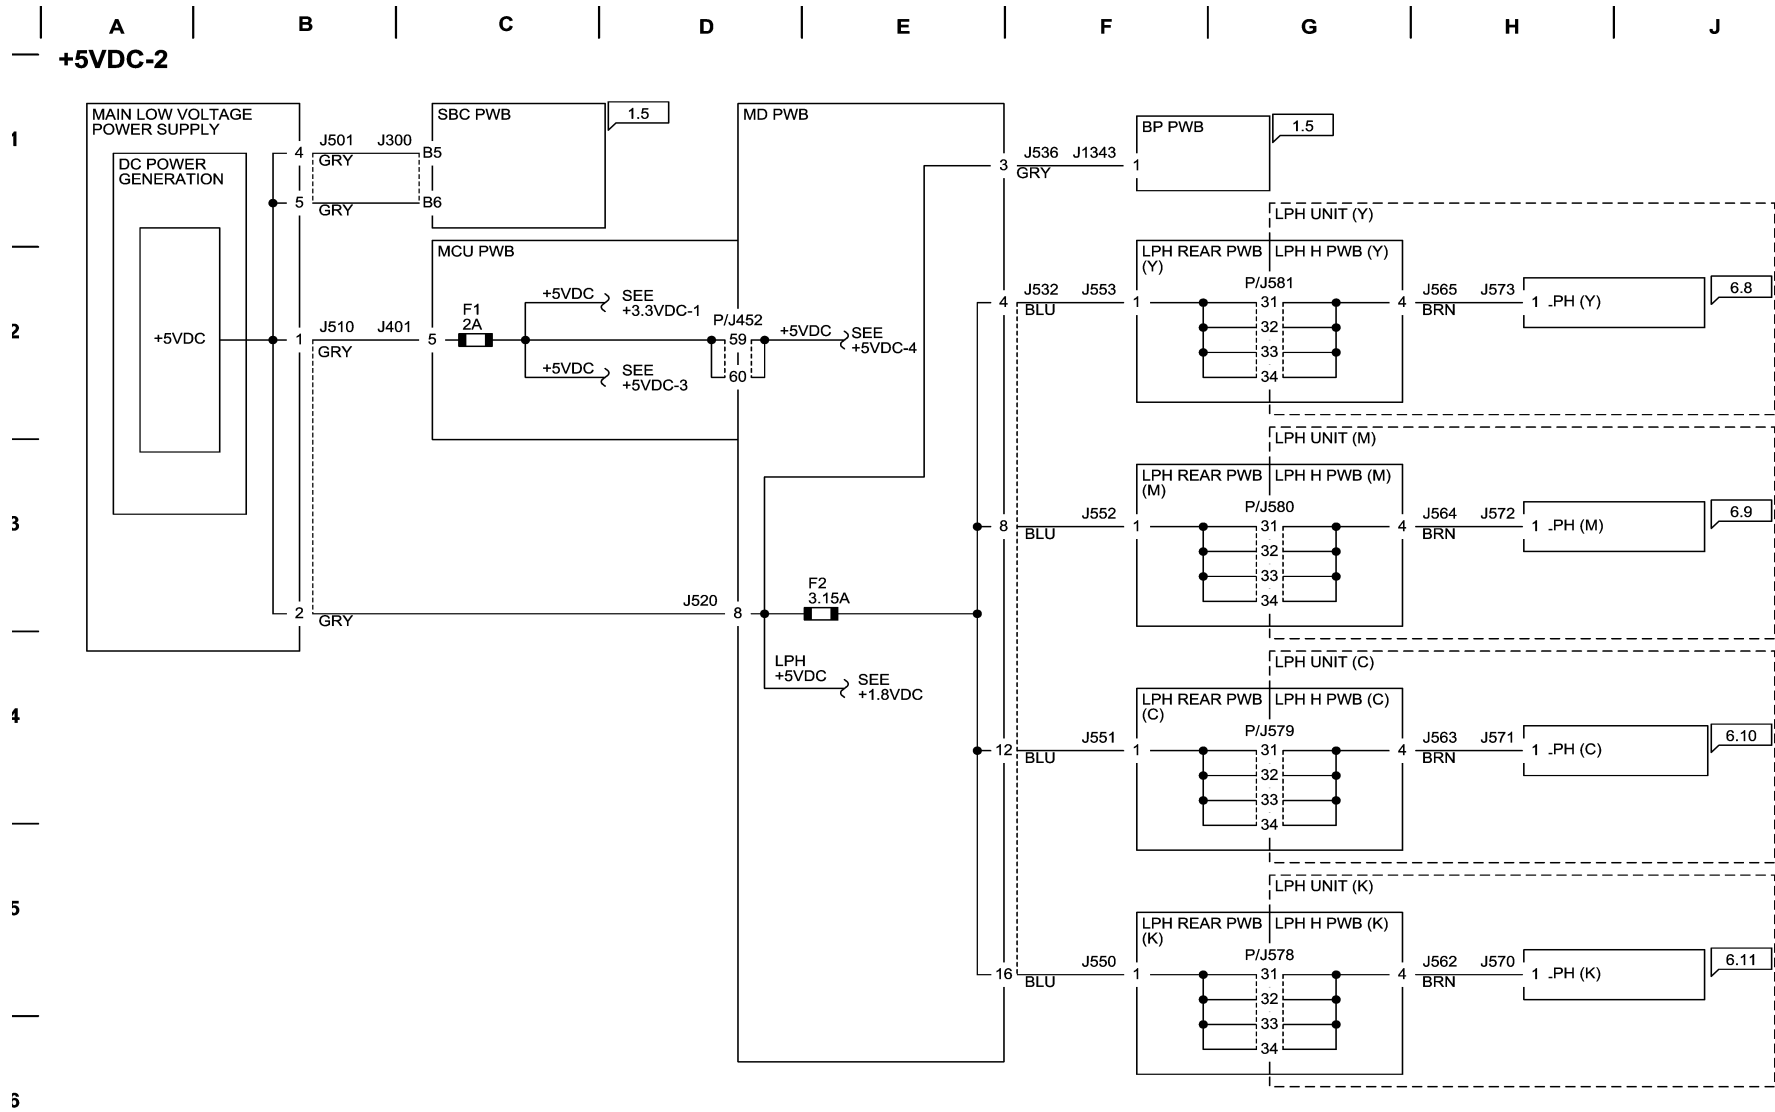 A B C D E F G H J
+5VDC-2
1
2
3
4
5
6
MAIN LOW VOLTAGE
POWER SUPPLY
DC POWER
GENERATION
+5VDC
4
5
1
2
J501 J300
GRY
GRY
B5
B6
SBC PWB
1.5
J510 J401
GRY
GRY
MCU PWB
5
F1
2A
+5VDC
SEE
+3.3VDC-1
+5VDC
SEE
+5VDC-3
P/J452
59
60
J520
8
MD PWB
+5VDC
SEE
+5VDC-4
F2
3.15A
LPH
+5VDC
SEE
+1.8VDC
3
J536 J1343
GRY
1
BP PWB
1.5
LPH UNIT (Y)
LPH REAR PWB
(Y)
LPH H PWB (Y)
P/J581
4
J532 J553
BLU
1
31
32
33
34
4
J565 J573
BRN
1
-PH (Y)
6.8
LPH UNIT (M)
LPH REAR PWB
(M)
LPH H PWB (M)
P/J580
8
J552
BLU
1
31
32
33
34
4
J564 J572
BRN
1
-PH (M)
6.9
LPH UNIT (C)
LPH REAR PWB
(C)
LPH H PWB (C)
P/J579
12
J551
BLU
1
31
32
33
34
4
J563 J571
BRN
1
-PH (C)
6.10
LPH UNIT (K)
LPH REAR PWB
(K)
LPH H PWB (K)
P/J578
16
J550
BLU
1
31
32
33
34
4
J562 J570
BRN
1
-PH (K)
6.11